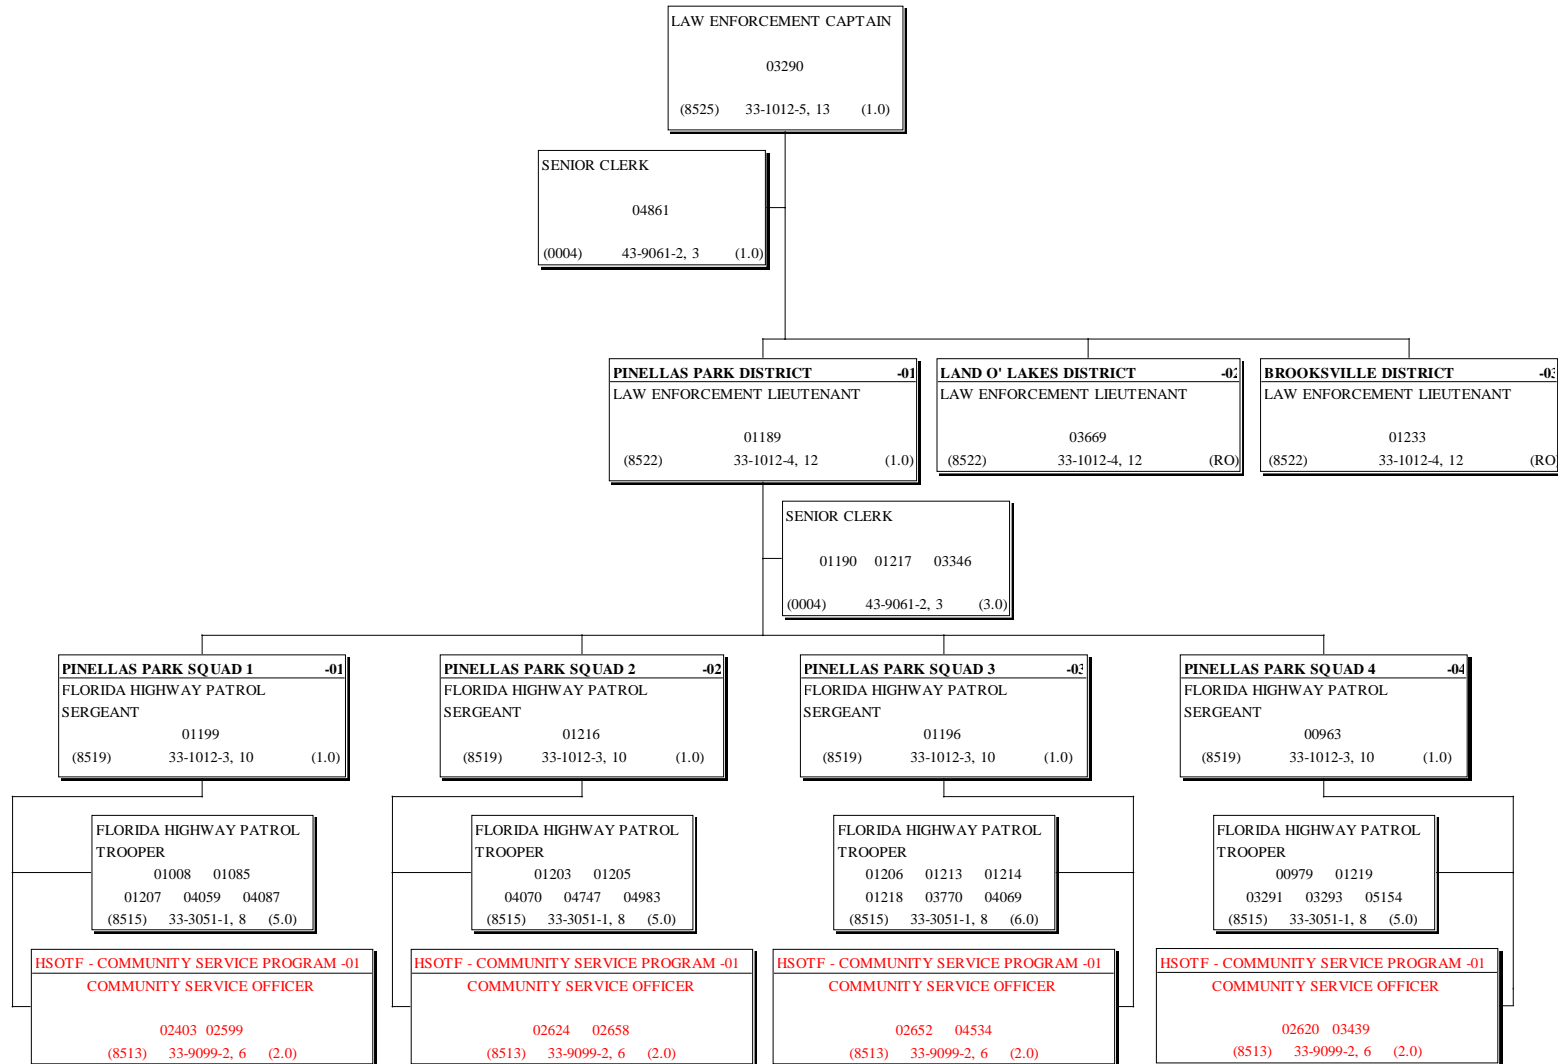 LAW ENFORCEMENT CAPTAIN
03290
(8525) 33-1012-5, 13 (1.0)
SENIOR CLERK
04861
(0004) 43-9061-2, 3 (1.0)
PINELLAS PARK DISTRICT -01
LAW ENFORCEMENT LIEUTENANT
01189
(8522) 33-1012-4, 12 (1.0)
LAND O' LAKES DISTRICT -02
LAW ENFORCEMENT LIEUTENANT
03669
(8522) 33-1012-4, 12 (RO)
BROOKSVILLE DISTRICT -03
LAW ENFORCEMENT LIEUTENANT
01233
(8522) 33-1012-4, 12 (RO
SENIOR CLERK
01190 01217 03346
(0004) 43-9061-2, 3 (3.0)
PINELLAS PARK SQUAD 1 -01
FLORIDA HIGHWAY PATROL
SERGEANT
01199
(8519) 33-1012-3, 10 (1.0)
PINELLAS PARK SQUAD 2 -02
FLORIDA HIGHWAY PATROL
SERGEANT
01216
(8519) 33-1012-3, 10 (1.0)
PINELLAS PARK SQUAD 3 -03
FLORIDA HIGHWAY PATROL
SERGEANT
01196
(8519) 33-1012-3, 10 (1.0)
PINELLAS PARK SQUAD 4 -04
FLORIDA HIGHWAY PATROL
SERGEANT
00963
(8519) 33-1012-3, 10 (1.0)
FLORIDA HIGHWAY PATROL
TROOPER
01008 01085
01207 04059 04087
(8515) 33-3051-1, 8 (5.0)
FLORIDA HIGHWAY PATROL
TROOPER
01203 01205
04070 04747 04983
(8515) 33-3051-1, 8 (5.0)
FLORIDA HIGHWAY PATROL
TROOPER
01206 01213 01214
01218 03770 04069
(8515) 33-3051-1, 8 (6.0)
FLORIDA HIGHWAY PATROL
TROOPER
00979 01219
03291 03293 05154
(8515) 33-3051-1, 8 (5.0)
HSOTF - COMMUNITY SERVICE PROGRAM -01
COMMUNITY SERVICE OFFICER
02403 02599
(8513) 33-9099-2, 6 (2.0)
HSOTF - COMMUNITY SERVICE PROGRAM -01
COMMUNITY SERVICE OFFICER
02624 02658
(8513) 33-9099-2, 6 (2.0)
HSOTF - COMMUNITY SERVICE PROGRAM -01
COMMUNITY SERVICE OFFICER
02652 04534
(8513) 33-9099-2, 6 (2.0)
HSOTF - COMMUNITY SERVICE PROGRAM -01
COMMUNITY SERVICE OFFICER
02620 03439
(8513) 33-9099-2, 6 (2.0)